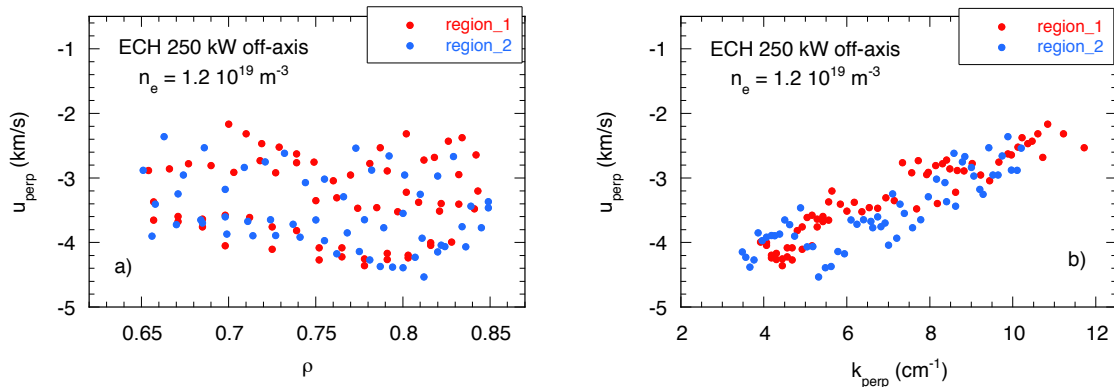 region_1
region_2
ECH 250 kW off-axis
n_e = 1.2 10^19 m^-3
u_perp (km/s)
-1
-2
-3
-4
-5
a)
0.65
0.7
0.75
0.8
0.85
ρ
region_1
region_2
ECH 250 kW off-axis
n_e = 1.2 10^19 m^-3
u_perp (km/s)
-1
-2
-3
-4
-5
b)
2
4
6
8
10
12
k_perp (cm^-1)